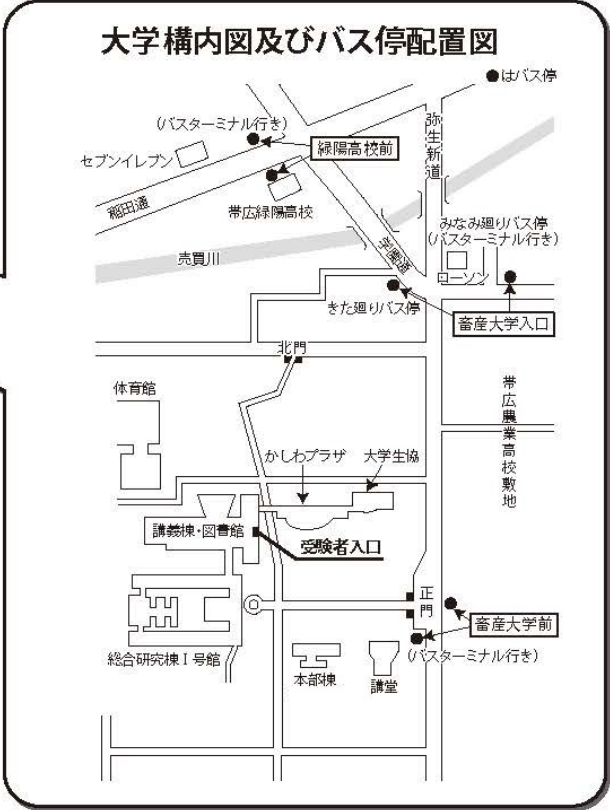 大学構内図及びバス停配置図
●はバス停
(バスターミナル行き)
緑陽高校前
セブンイレブン
弥生新道
稲田通
帯広緑陽高校
みなみ廻りバス停
(バスターミナル行き)
売買川
学園通
ローソン
きた廻りバス停
畜産大学入口
北門
体育館
帯広農業高校敷地
かしわプラザ
大学生協
講義棟・図書館
受験者入口
正門
畜産大学前
(バスターミナル行き)
総合研究棟Ⅰ号館
本部棟
講堂